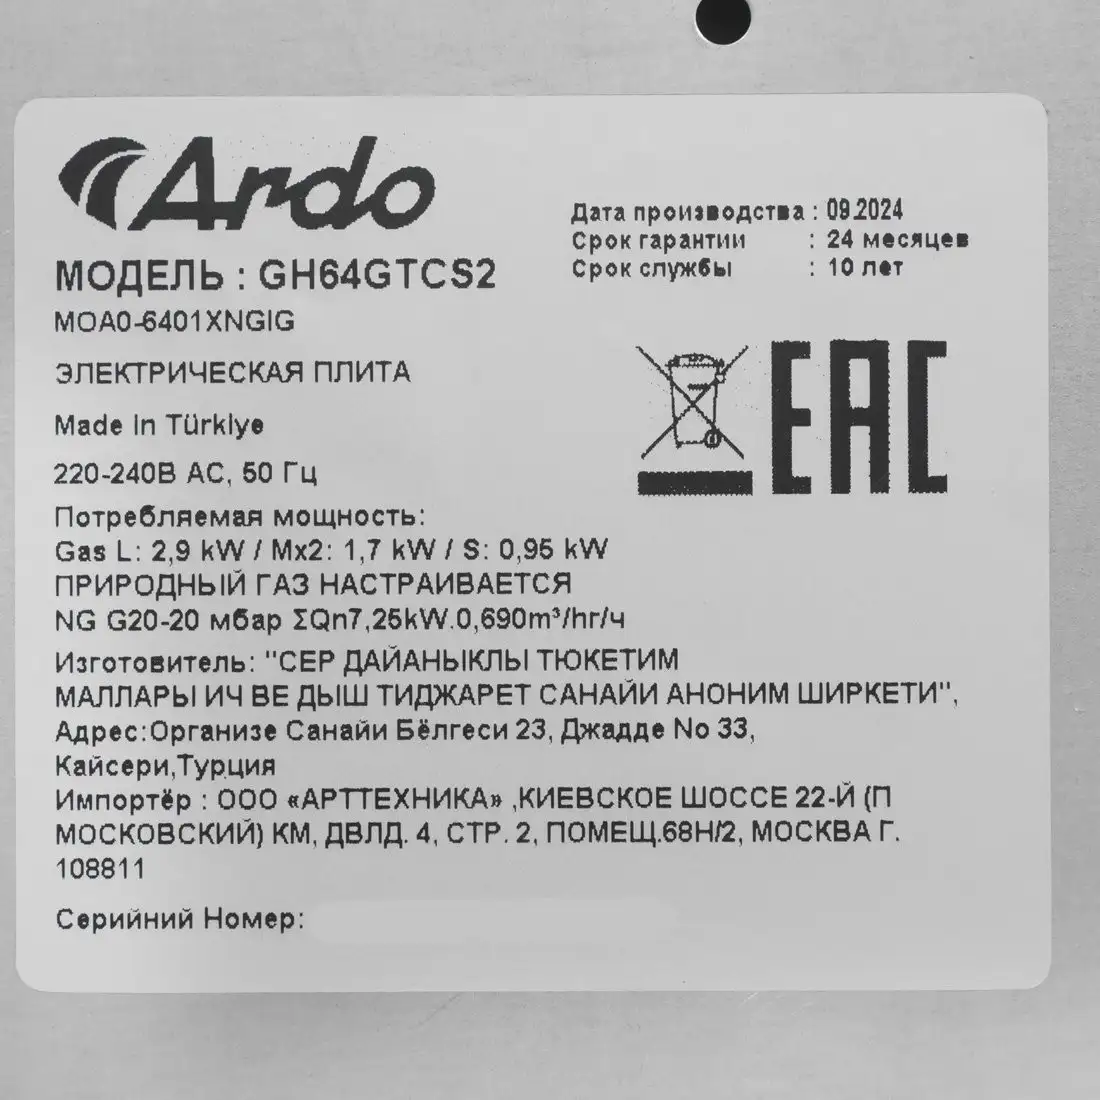 Ardo
МОДЕЛЬ : GH64GTCS2
MOA0-6401XNGIG
ЭЛЕКТРИЧЕСКАЯ ПЛИТА
Made In Türkiye
220-240В AC, 50 Гц
Дата производства : 09.2024
Срок гарантии : 24 месяцев
Срок службы : 10 лет
EAC
Потребляемая мощность:
Gas L: 2,9 kW / Mx2: 1,7 kW / S: 0,95 kW
ПРИРОДНЫЙ ГАЗ НАСТРАИВАЕТСЯ
NG G20-20 мбар ΣQn7,25kW.0,690m³/hr/ч
Изготовитель: "СЕР ДАЙАНЫКЛЫ ТЮКЕТИМ
МАЛЛАРЫ ИЧ ВЕ ДЫШ ТИДЖАРЕТ САНАЙИ АНОНИМ ШИРКЕТИ",
Адрес:Организе Санайи Бёлгеси 23, Джадде No 33,
Кайсери,Турция
Импортёр : ООО «АРТТЕХНИКА» ,КИЕВСКОЕ ШОССЕ 22-Й (П
МОСКОВСКИЙ) КМ, ДВЛД. 4, СТР. 2, ПОМЕЩ.68Н/2, МОСКВА Г.
108811
Серийний Номер: